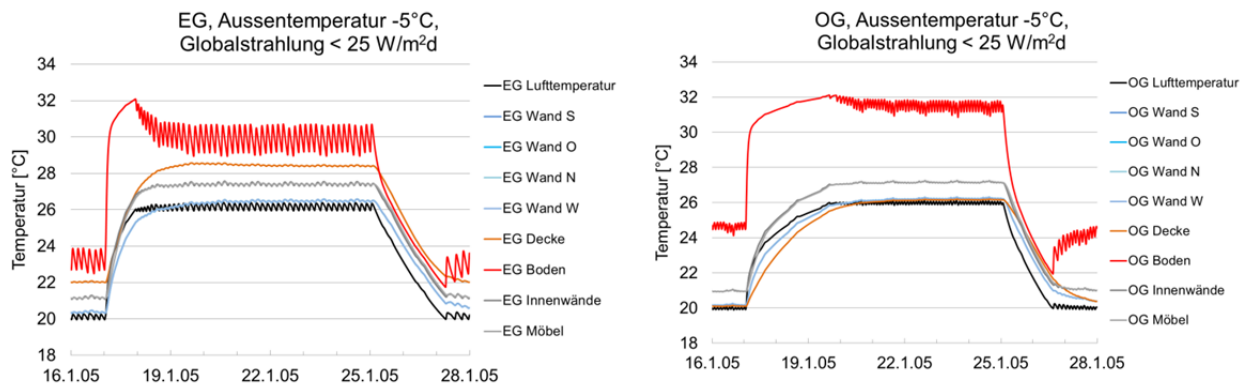 EG, Aussentemperatur -5°C,
Globalstrahlung < 25 W/m²d
Temperatur [°C]
34
32
30
28
26
24
22
20
18
16.1.05
19.1.05
22.1.05
25.1.05
28.1.05
EG Lufttemperatur
EG Wand S
EG Wand O
EG Wand N
EG Wand W
EG Decke
EG Boden
EG Innenwände
EG Möbel
OG, Aussentemperatur -5°C,
Globalstrahlung < 25 W/m²d
Temperatur [°C]
34
32
30
28
26
24
22
20
18
16.1.05
19.1.05
22.1.05
25.1.05
28.1.05
OG Lufttemperatur
OG Wand S
OG Wand O
OG Wand N
OG Wand W
OG Decke
OG Boden
OG Innenwände
OG Möbel